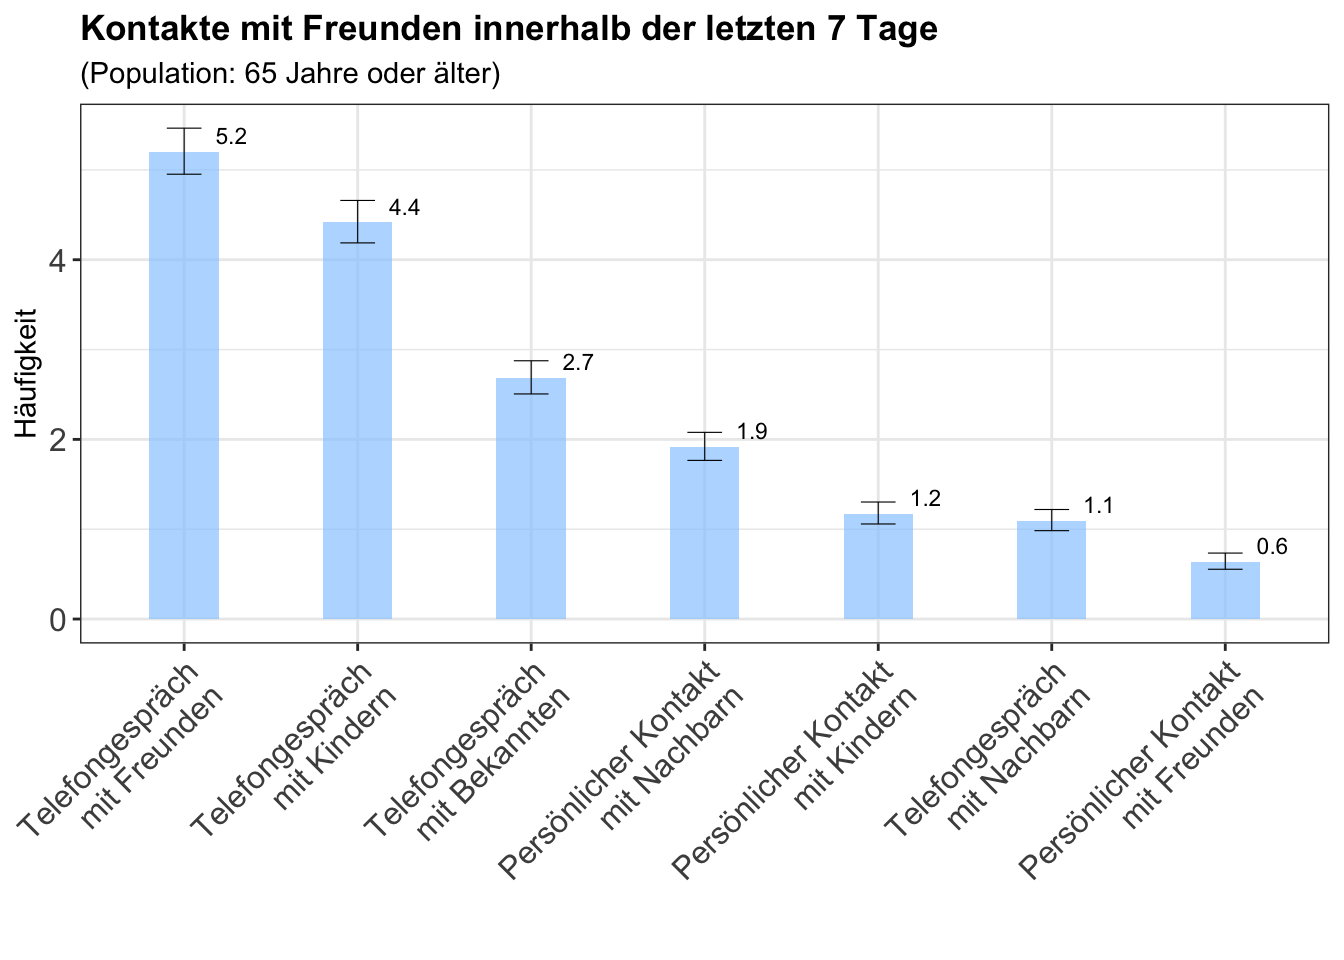 Kontakte mit Freunden innerhalb der letzten 7 Tage
(Population: 65 Jahre oder älter)
Häufigkeit
4
2
0
5.2
4.4
2.7
1.9
1.2
1.1
0.6
Telefongespräch
mit Freunden
Telefongespräch
mit Kindern
Telefongespräch
mit Bekannten
Persönlicher Kontakt
mit Nachbarn
Persönlicher Kontakt
mit Kindern
Telefongespräch
mit Nachbarn
Persönlicher Kontakt
mit Freunden